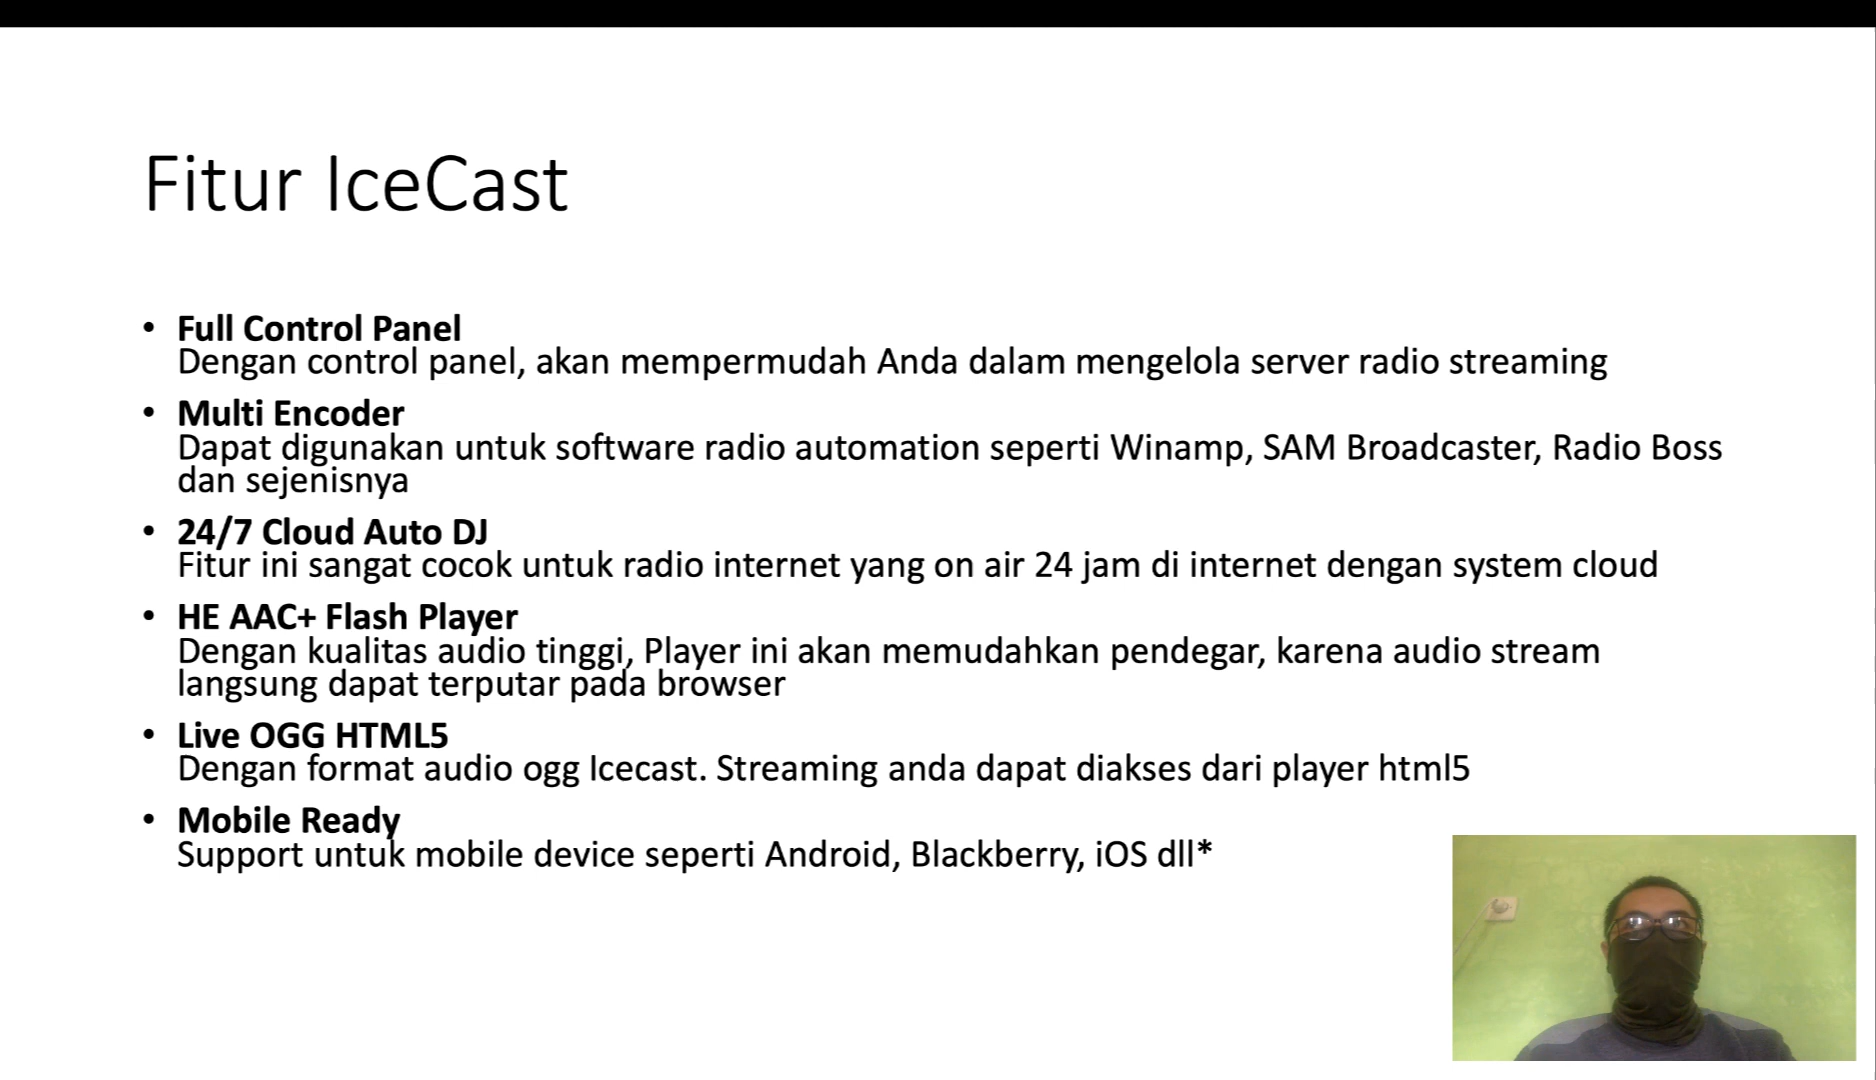 Fitur IceCast
• Full Control Panel
Dengan control panel, akan mempermudah Anda dalam mengelola server radio streaming
• Multi Encoder
Dapat digunakan untuk software radio automation seperti Winamp, SAM Broadcaster, Radio Boss
dan sejenisnya
• 24/7 Cloud Auto DJ
Fitur ini sangat cocok untuk radio internet yang on air 24 jam di internet dengan system cloud
• HE AAC+ Flash Player
Dengan kualitas audio tinggi, Player ini akan memudahkan pendegar, karena audio stream
langsung dapat terputar pada browser
• Live OGG HTML5
Dengan format audio ogg Icecast. Streaming anda dapat diakses dari player html5
• Mobile Ready
Support untuk mobile device seperti Android, Blackberry, iOS dll*